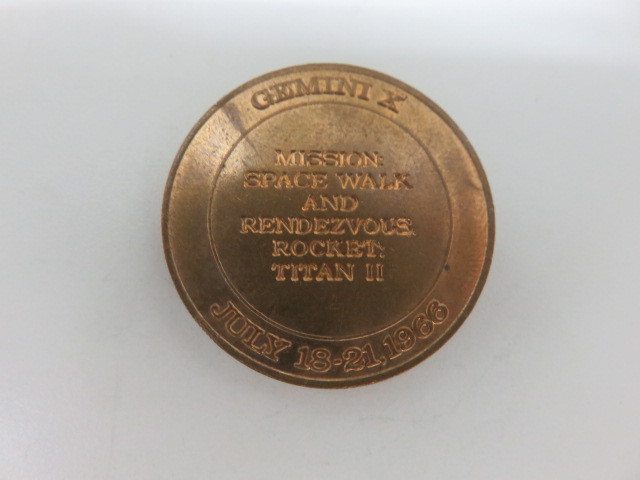 GEMINI X
MISSION:
SPACE WALK
AND
RENDEZVOUS.
ROCKET:
TITAN II
JULY 18-21, 1966